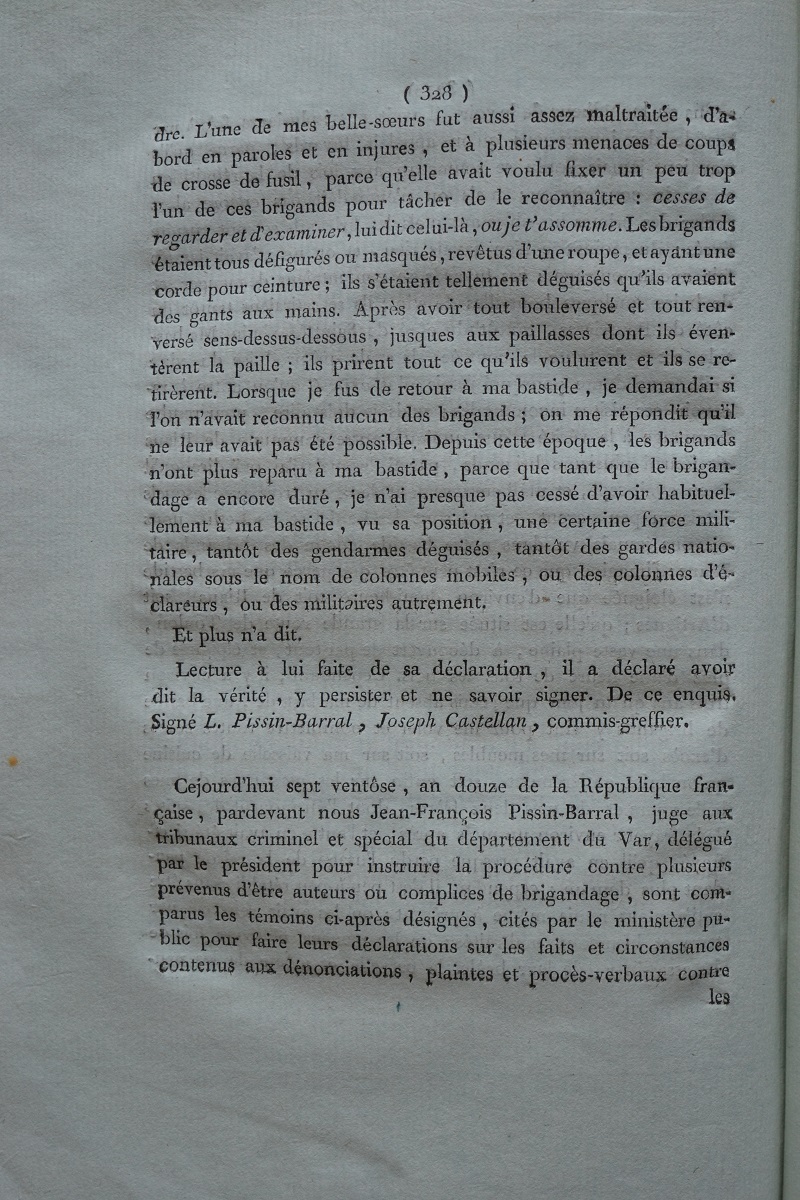 ( 328 )
dre. L'une de mes belle-sœurs fut aussi assez maltraitée , d'a-
bord en paroles et en injures , et à plusieurs menaces de coups
de crosse de fusil , parce qu'elle avait voulu fixer un peu trop
l'un de ces brigands pour tâcher de le reconnaître : cesses de
regarder et d'examiner, lui dit celui-là , ou je t'assomme. Les brigands
étaient tous défigurés ou masqués , revêtus d'une roupe, et ayant une
corde pour ceinture ; ils s'étaient tellement déguisés qu'ils avaient
des gants aux mains. Après avoir tout bouleversé et tout ren-
versé sens-dessus-dessous , jusques aux paillasses dont ils éven-
tèrent la paille ; ils prirent tout ce qu'ils voulurent et ils se re-
tirèrent. Lorsque je fus de retour à ma bastide , je demandai si
l'on n'avait reconnu aucun des brigands ; on me répondit qu'il
ne leur avait pas été possible. Depuis cette époque , les brigands
n'ont plus reparu à ma bastide , parce que tant que le brigan-
dage a encore duré , je n'ai presque pas cessé d'avoir habituel-
lement à ma bastide , vu sa position , une certaine force mili-
taire , tantôt des gendarmes déguisés , tantôt des gardes natio-
nales sous le nom de colonnes mobiles , ou des colonnes d'é-
claréurs , ou des militaires autrement.
Et plus n'a dit.
Lecture à lui faite de sa déclaration , il a déclaré avoir
dit la vérité , y persister et ne savoir signer. De ce enquis.
Signé L. Pissin-Barral , Joseph Castellan , commis-greffier.
Cejourd'hui sept ventôse , an douze de la République fran-
çaise , pardevant nous Jean-François Pissin-Barral , juge aux
tribunaux criminel et spécial du département du Var, délégué
par le président pour instruire la procédure contre plusieurs
prévenus d'être auteurs ou complices de brigandage , sont com-
parus les témoins ci-après désignés , cités par le ministère pu-
blic pour faire leurs déclarations sur les faits et circonstances
contenus aux dénonciations , plaintes et procès-verbaux contre
les